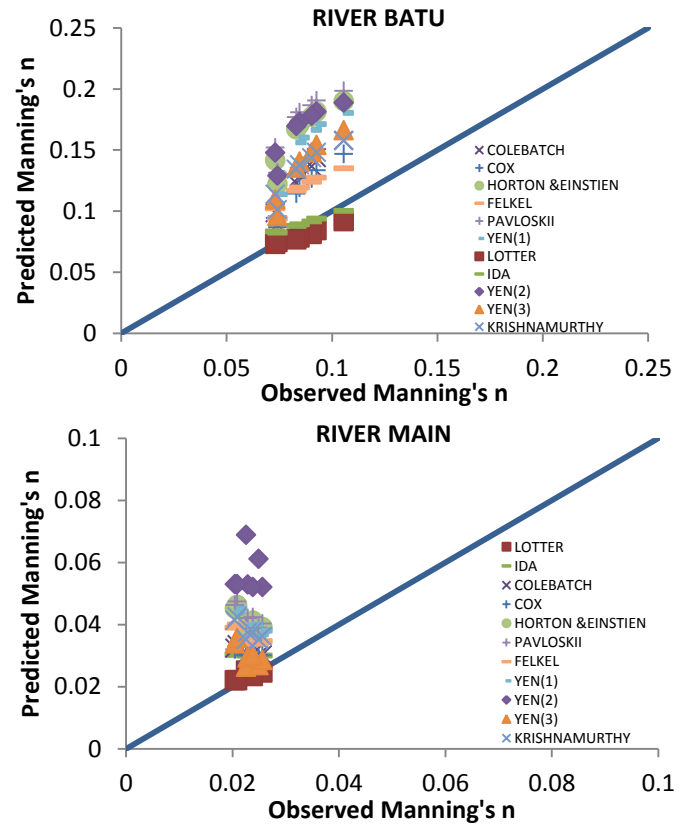 RIVER BATU
0.25
0.2
0.15
0.1
0.05
0
Predicted Manning's n
COLEBATCH
COX
HORTON &EINSTIEN
FELKEL
PAVLOSKII
YEN(1)
LOTTER
IDA
YEN(2)
YEN(3)
KRISHNAMURTHY
0 0.05 0.1 0.15 0.2 0.25
Observed Manning's n
RIVER MAIN
0.1
0.08
0.06
0.04
0.02
0
Predicted Manning's n
LOTTER
IDA
COLEBATCH
COX
HORTON &EINSTIEN
PAVLOSKII
FELKEL
YEN(1)
YEN(2)
YEN(3)
KRISHNAMURTHY
0 0.02 0.04 0.06 0.08 0.1
Observed Manning's n